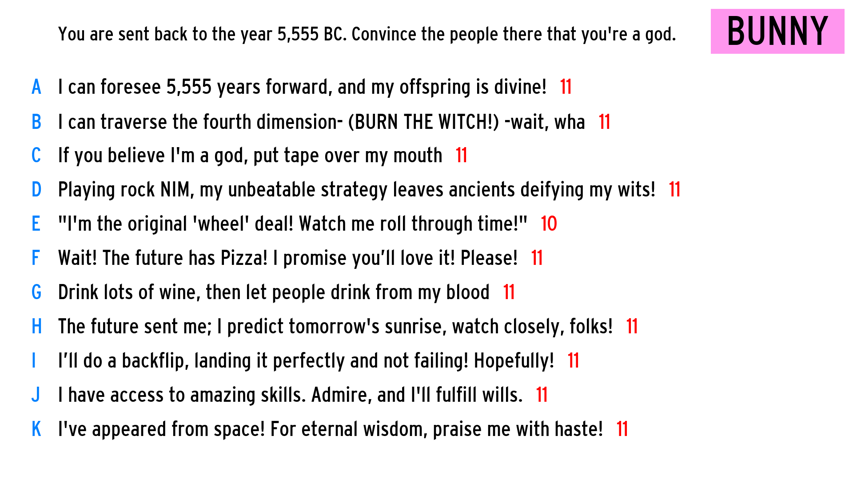 You are sent back to the year 5,555 BC. Convince the people there that you're a god.
BUNNY
A I can foresee 5,555 years forward, and my offspring is divine! 11
B I can traverse the fourth dimension- (BURN THE WITCH!) -wait, wha 11
C If you believe I'm a god, put tape over my mouth 11
D Playing rock NIM, my unbeatable strategy leaves ancients deifying my wits! 11
E "I'm the original 'wheel' deal! Watch me roll through time!" 10
F Wait! The future has Pizza! I promise you’ll love it! Please! 11
G Drink lots of wine, then let people drink from my blood 11
H The future sent me; I predict tomorrow's sunrise, watch closely, folks! 11
I I’ll do a backflip, landing it perfectly and not failing! Hopefully! 11
J I have access to amazing skills. Admire, and I'll fulfill wills. 11
K I've appeared from space! For eternal wisdom, praise me with haste! 11